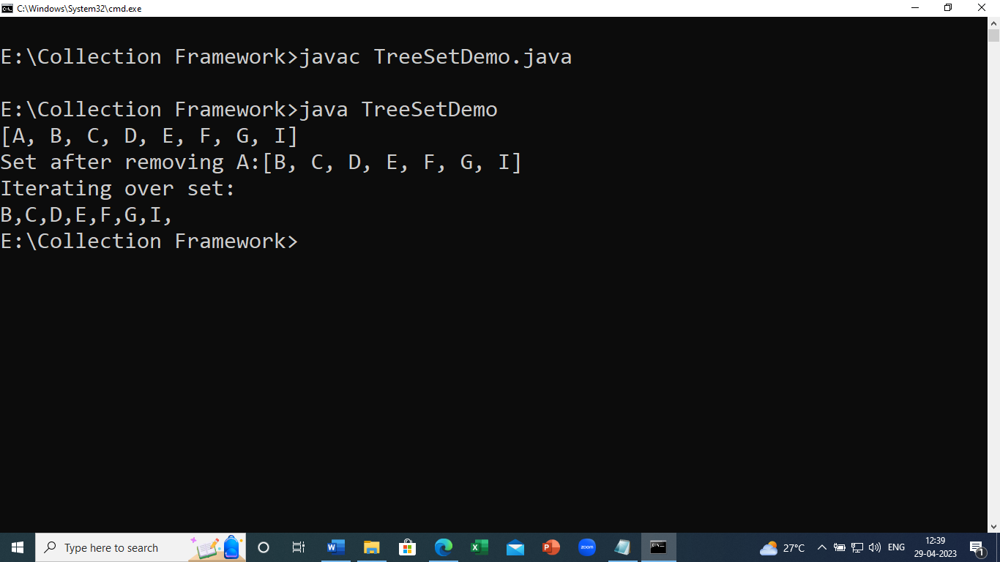 C:\Windows\System32\cmd.exe
E:\Collection Framework>javac TreeSetDemo.java
E:\Collection Framework>java TreeSetDemo
[A, B, C, D, E, F, G, I]
Set after removing A:[B, C, D, E, F, G, I]
Iterating over set:
B,C,D,E,F,G,I,
E:\Collection Framework>
Type here to search
zoom
27°C
ENG
12:39
29-04-2023
1